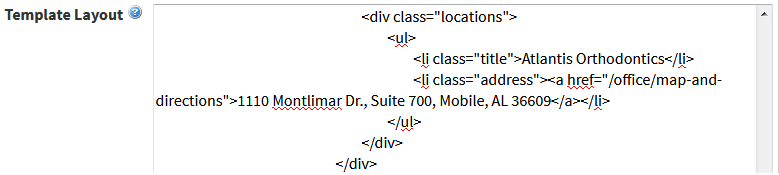 Template Layout
<div class="locations">
<ul>
<li class="title">Atlantis Orthodontics</li>
<li class="address"><a href="/office/map-and-
directions">1110 Montlimar Dr., Suite 700, Mobile, AL 36609</a></li>
</ul>
</div>
</div>